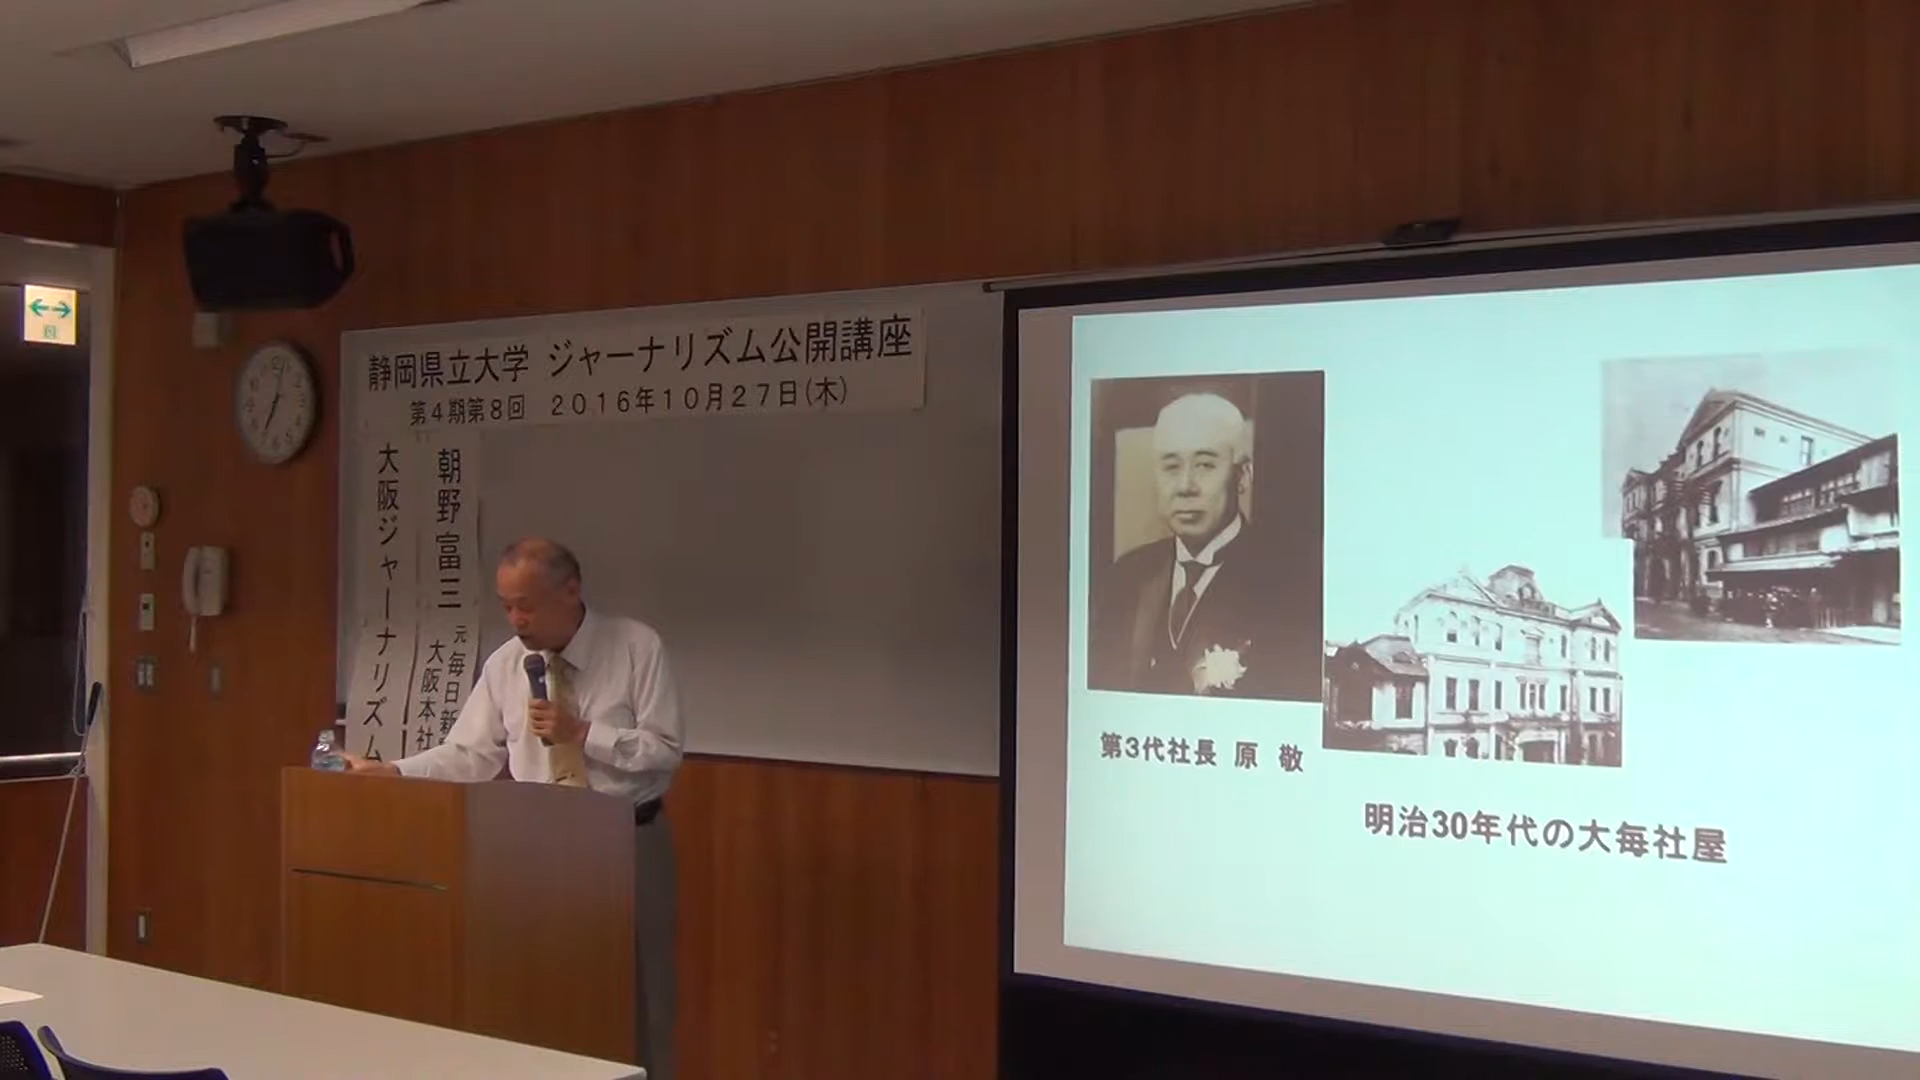 静岡県立大学 ジャーナリズム公開講座
第4期第8回 2016年10月27日(木)
朝野富三
元毎日新
大阪本社
大阪ジャーナリズム
第3代社長 原 敬
明治30年代の大毎社屋